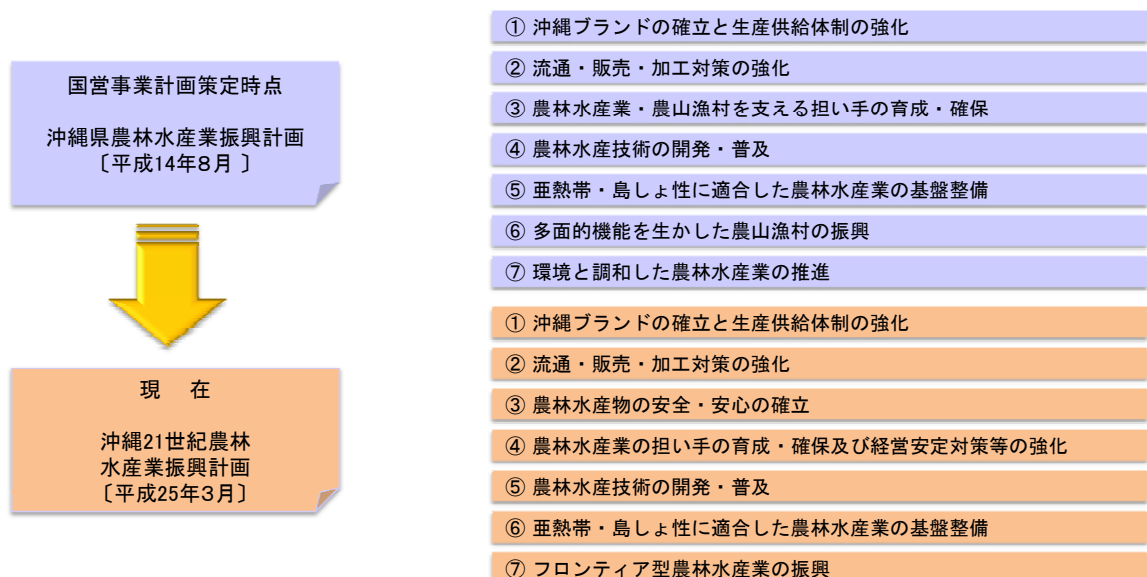 国営事業計画策定時点
沖縄県農林水産業振興計画
〔平成14年8月 〕
① 沖縄ブランドの確立と生産供給体制の強化
② 流通・販売・加工対策の強化
③ 農林水産業・農山漁村を支える担い手の育成・確保
④ 農林水産技術の開発・普及
⑤ 亜熱帯・島しょ性に適合した農林水産業の基盤整備
⑥ 多面的機能を生かした農山漁村の振興
⑦ 環境と調和した農林水産業の推進
現　在
沖縄21世紀農林
水産業振興計画
〔平成25年3月〕
① 沖縄ブランドの確立と生産供給体制の強化
② 流通・販売・加工対策の強化
③ 農林水産物の安全・安心の確立
④ 農林水産業の担い手の育成・確保及び経営安定対策等の強化
⑤ 農林水産技術の開発・普及
⑥ 亜熱帯・島しょ性に適合した農林水産業の基盤整備
⑦ フロンティア型農林水産業の振興